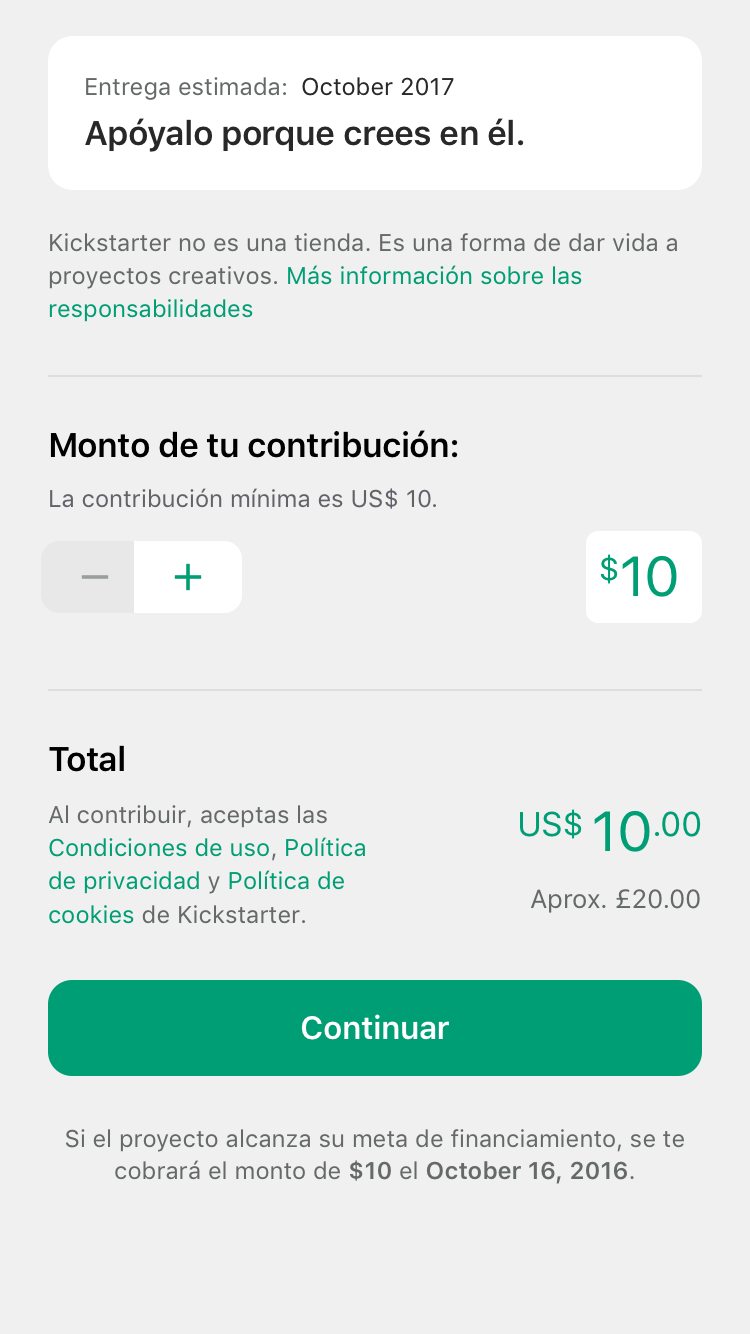 Entrega estimada: October 2017
Apóyalo porque crees en él.
Kickstarter no es una tienda. Es una forma de dar vida a
proyectos creativos. Más información sobre las
responsabilidades
Monto de tu contribución:
La contribución mínima es US$ 10.
− +
$10
Total
Al contribuir, aceptas las
Condiciones de uso, Política
de privacidad y Política de
cookies de Kickstarter.
US$ 10.00
Aprox. £20.00
Continuar
Si el proyecto alcanza su meta de financiamiento, se te
cobrará el monto de $10 el October 16, 2016.